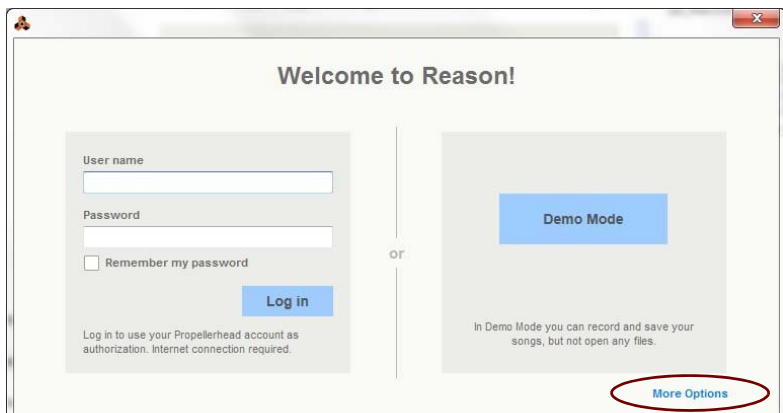 Welcome to Reason!
User name
Password
Remember my password
Log in
Log in to use your Propellerhead account as
authorization. Internet connection required.
or
Demo Mode
In Demo Mode you can record and save your
songs, but not open any files.
More Options